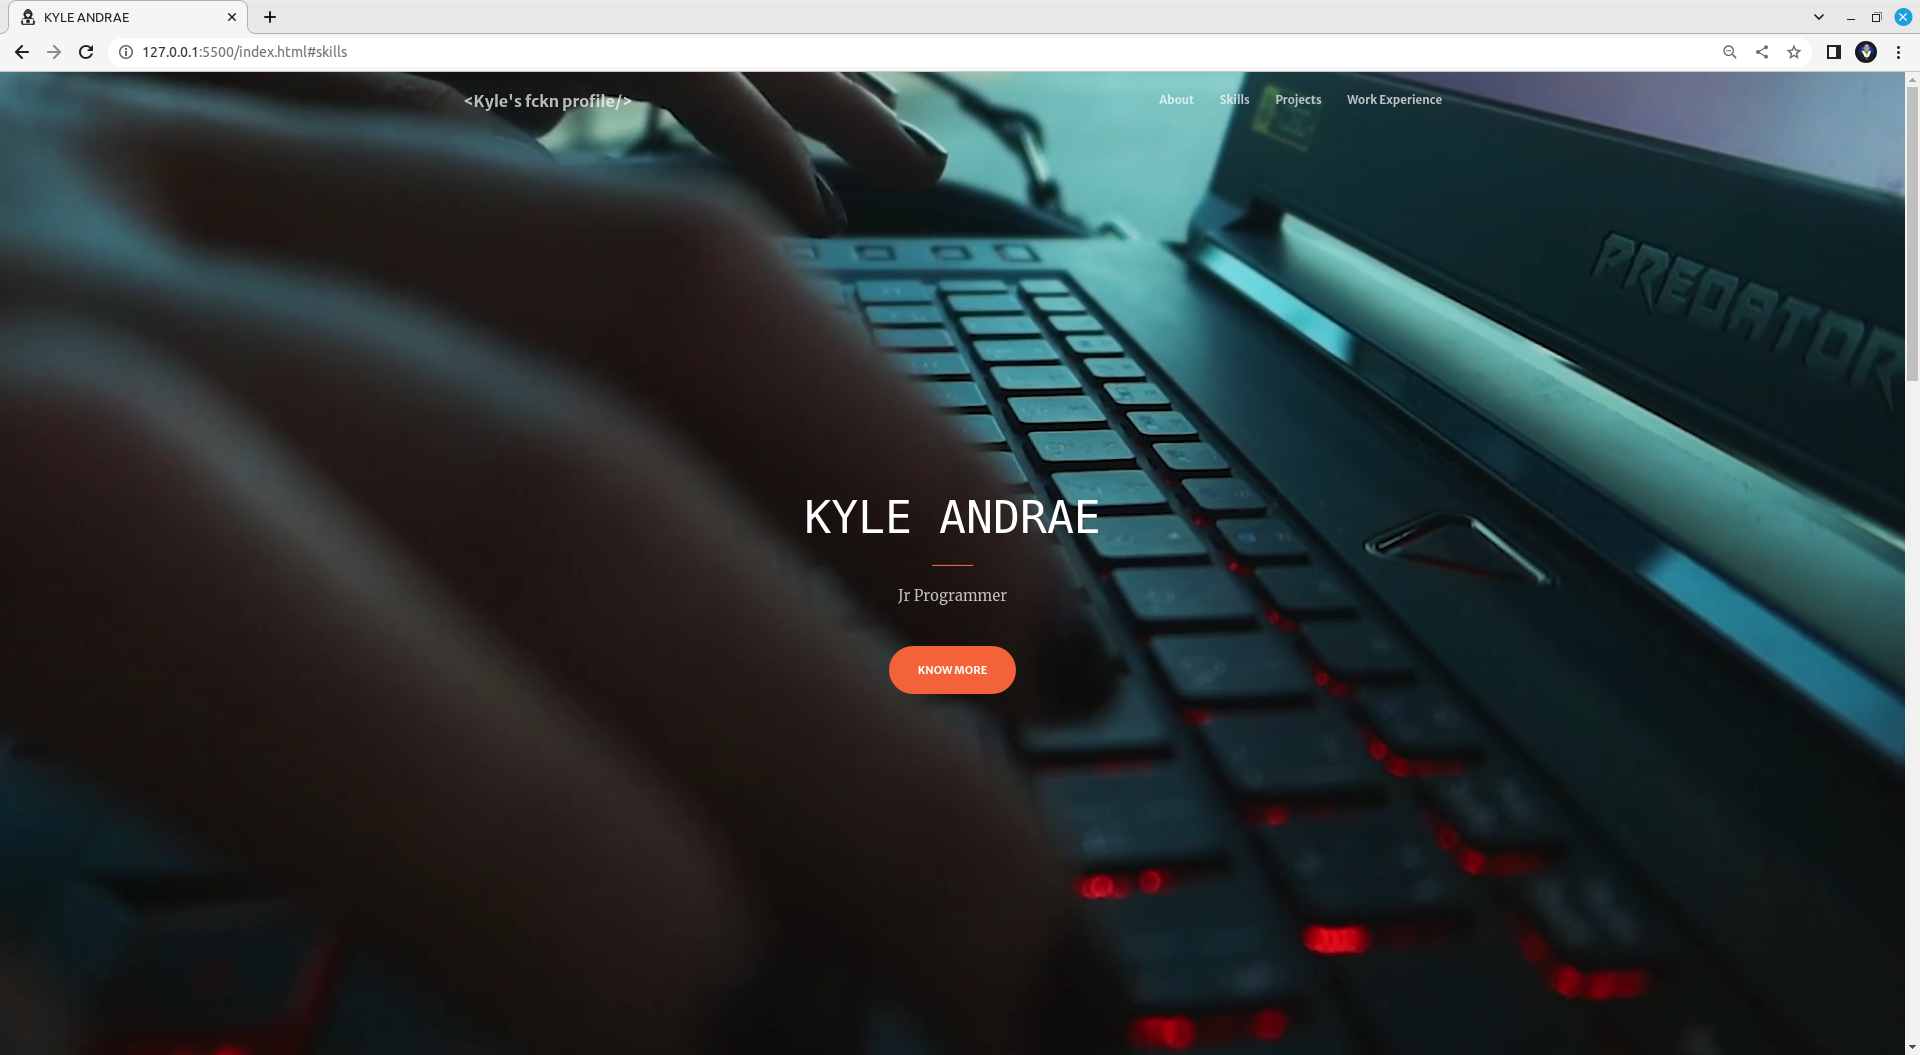 KYLE ANDRAE
127.0.0.1:5500/index.html#skills
<Kyle's fckn profile/>
About Skills Projects Work Experience
PREDATOR
KYLE ANDRAE
Jr Programmer
KNOW MORE